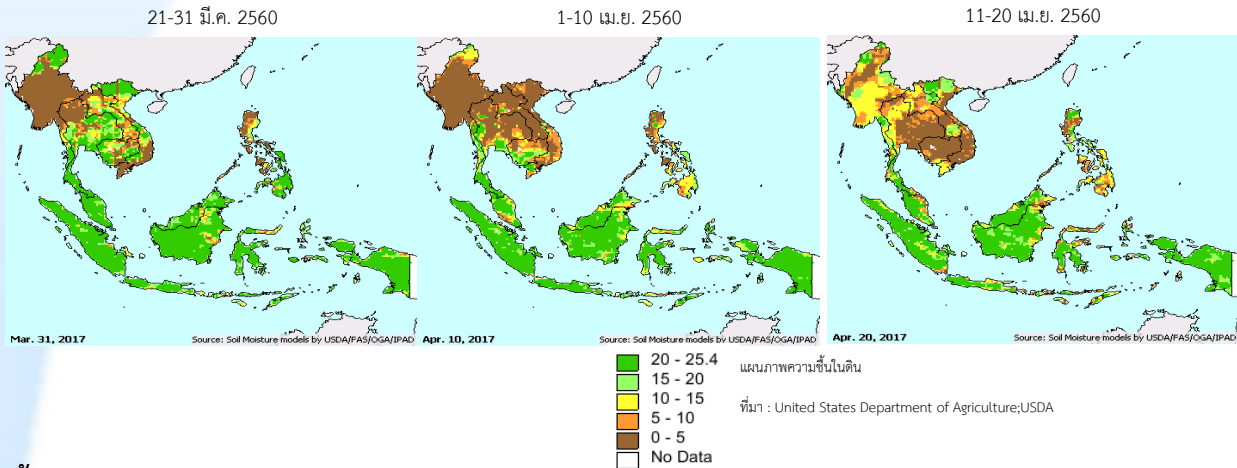 21-31 มี.ค. 2560
1-10 เม.ย. 2560
11-20 เม.ย. 2560
Mar. 31, 2017
Source: Soil Moisture models by USDA/FAS/OGA/IPAD
Apr. 10, 2017
Source: Soil Moisture models by USDA/FAS/OGA/IPAD
Apr. 20, 2017
Source: Soil Moisture models by USDA/FAS/OGA/IPAD
20 - 25.4
15 - 20
10 - 15
5 - 10
0 - 5
No Data
แผนภาพความชื้นในดิน
ที่มา : United States Department of Agriculture;USDA